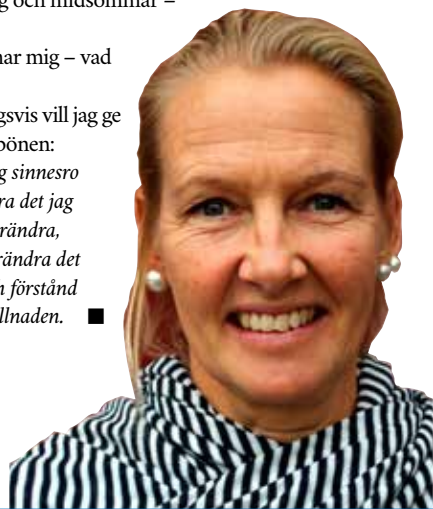 g och midsommar –
nar mig – vad
gsvis vill jag ge
bönen:
g sinnesro
ra det jag
rändra,
rändra det
n förstånd
llnaden. ■